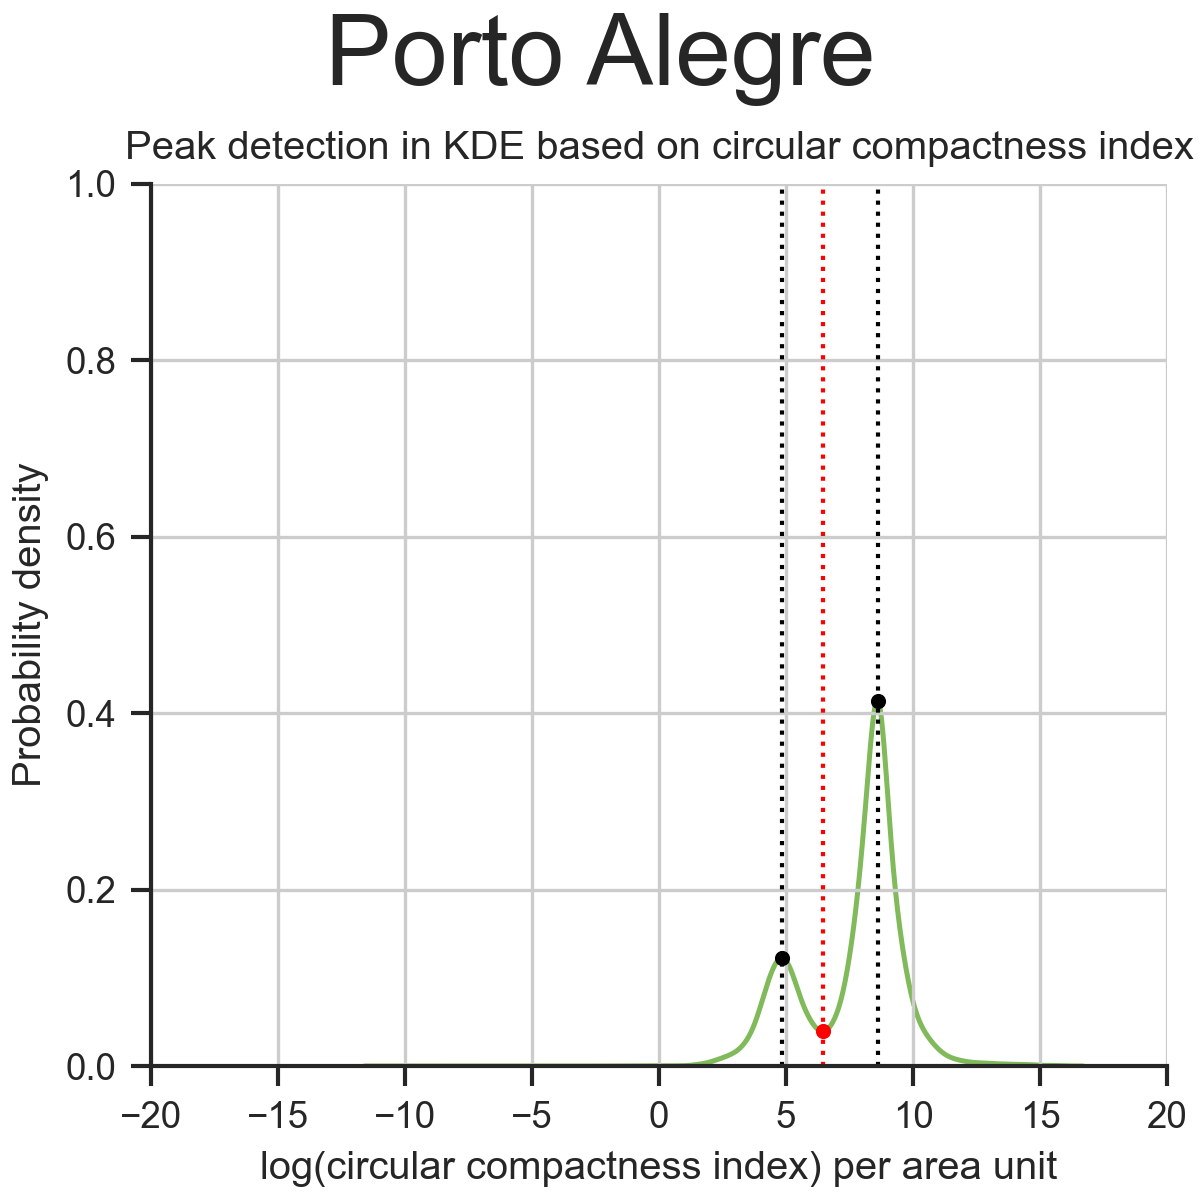 Porto Alegre
Peak detection in KDE based on circular compactness index
1.0
0.8
0.6
0.4
0.2
0.0
Probability density
−20 −15 −10 −5 0 5 10 15 20
log(circular compactness index) per area unit